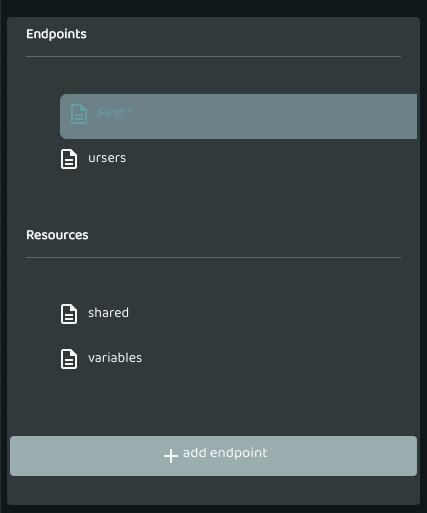 Endpoints
First*
ursers
Resources
shared
variables
add endpoint